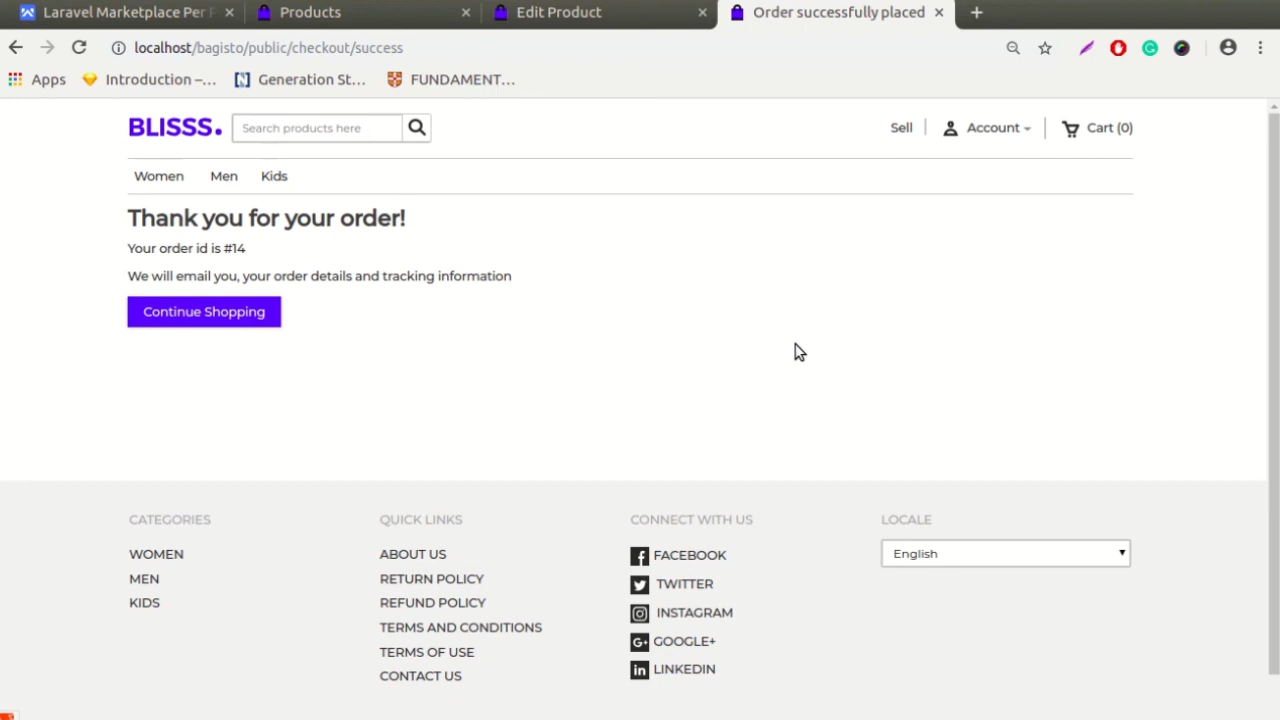 Laravel Marketplace Per
Products
Edit Product
Order successfully placed
localhost/bagisto/public/checkout/success
Apps
Introduction –...
Generation St...
FUNDAMENT...
BLISSS.
Search products here
Sell
Account
Cart (0)
Women
Men
Kids
Thank you for your order!
Your order id is #14
We will email you, your order details and tracking information
Continue Shopping
CATEGORIES
WOMEN
MEN
KIDS
QUICK LINKS
ABOUT US
RETURN POLICY
REFUND POLICY
TERMS AND CONDITIONS
TERMS OF USE
CONTACT US
CONNECT WITH US
FACEBOOK
TWITTER
INSTAGRAM
GOOGLE+
LINKEDIN
LOCALE
English